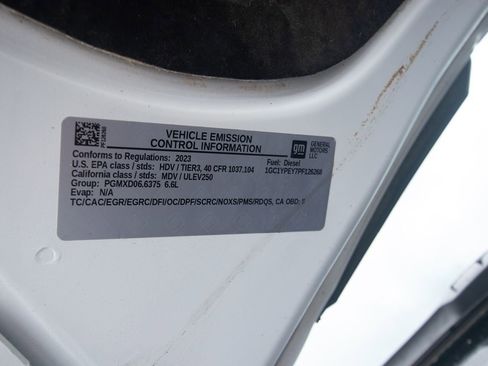 VEHICLE EMISSION
CONTROL INFORMATION
gm GENERAL
MOTORS
LLC
Conforms to Regulations: 2023
Fuel: Diesel
U.S. EPA class / stds: HDV / TIER3, 40 CFR 1037,104
1GC1YPEY7PF126260
California class / stds: MDV / ULEV250
Group: PGMXD06.6375 6.6L
Evap: N/A
TC/CAC/EGR/EGRC/DFI/OC/DPF/SCRC/NOXS/PMS/RDQS, CA OBD: II